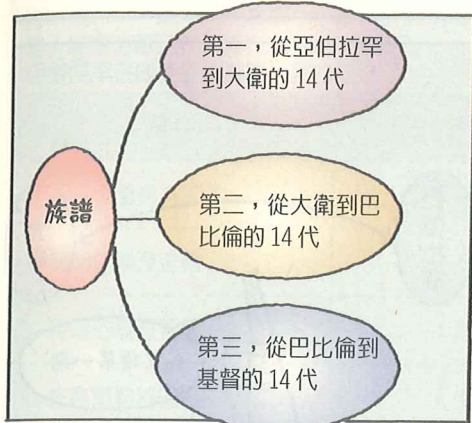 第一，從亞伯拉罕
到大衛的 14 代
族譜
第二，從大衛到巴
比倫的 14 代
第三，從巴比倫到
基督的 14 代